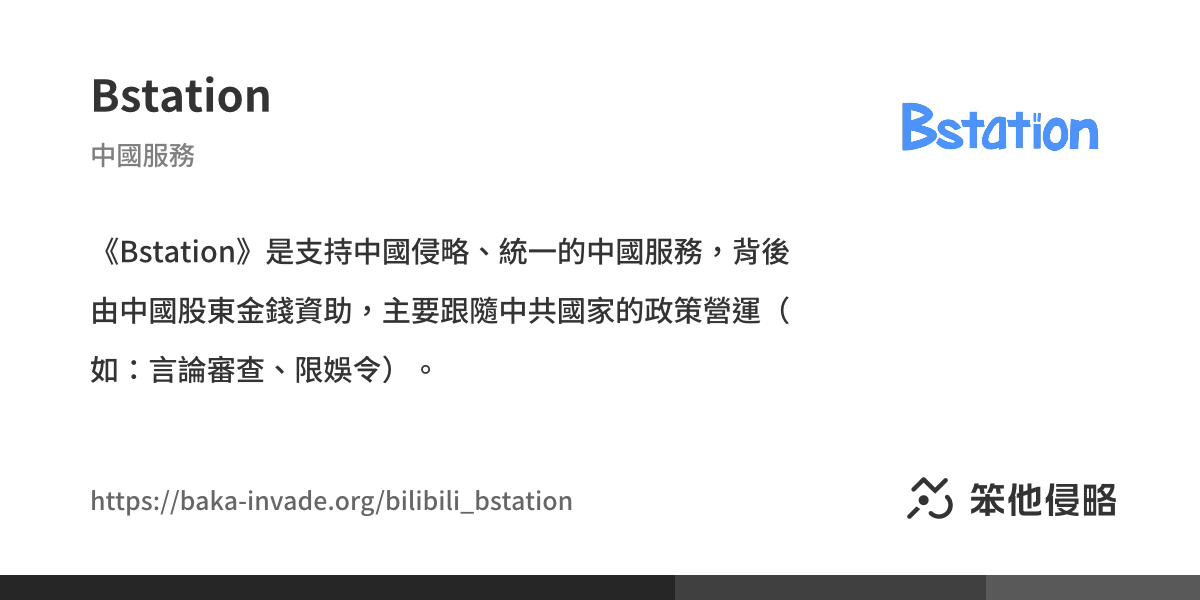 Bstation
中國服務
Bstation
《Bstation》是支持中國侵略、統一的中國服務，背後
由中國股東金錢資助，主要跟隨中共國家的政策營運（
如：言論審查、限娛令）。
https://baka-invade.org/bilibili_bstation
笨他侵略